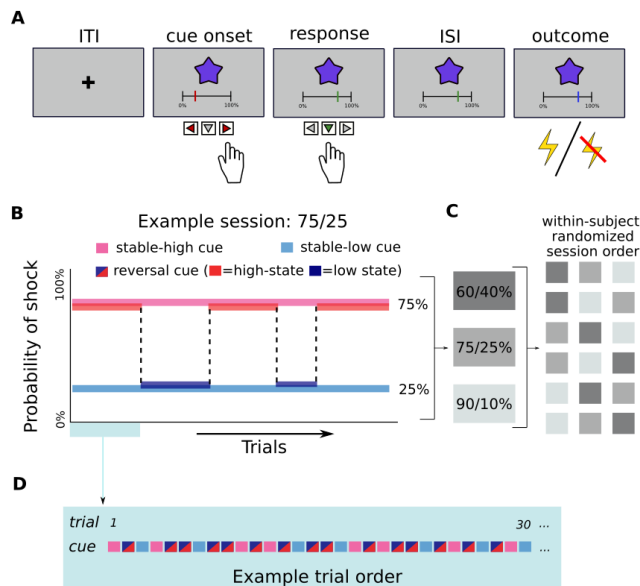 A
ITI
cue onset
response
ISI
outcome
0% 100%
0% 100%
0% 100%
0% 100%
B
Example session: 75/25
stable-high cue
stable-low cue
reversal cue (=high-state =low state)
Probability of shock
100%
0%
75%
25%
Trials
C
within-subject
randomized
session order
60/40%
75/25%
90/10%
D
trial 1 30 ...
cue ...
Example trial order